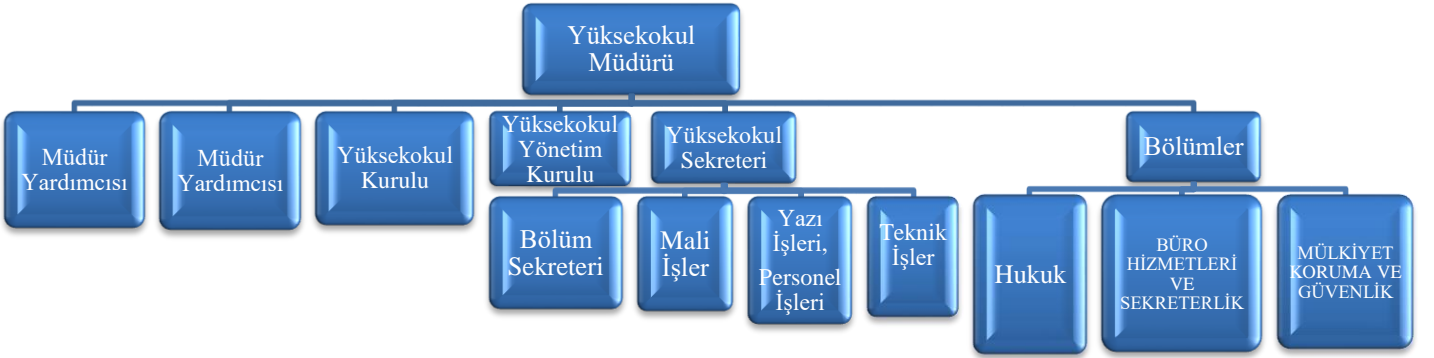 Yüksekokul
Müdürü
Müdür
Yardımcısı
Müdür
Yardımcısı
Yüksekokul
Kurulu
Yüksekokul
Yönetim
Kurulu
Yüksekokul
Sekreteri
Bölümler
Bölüm
Sekreteri
Mali
İşler
Yazı
İşleri,
Personel
İşleri
Teknik
İşler
Hukuk
BÜRO
HİZMETLERİ
VE
SEKRETERLİK
MÜLKİYET
KORUMA VE
GÜVENLİK